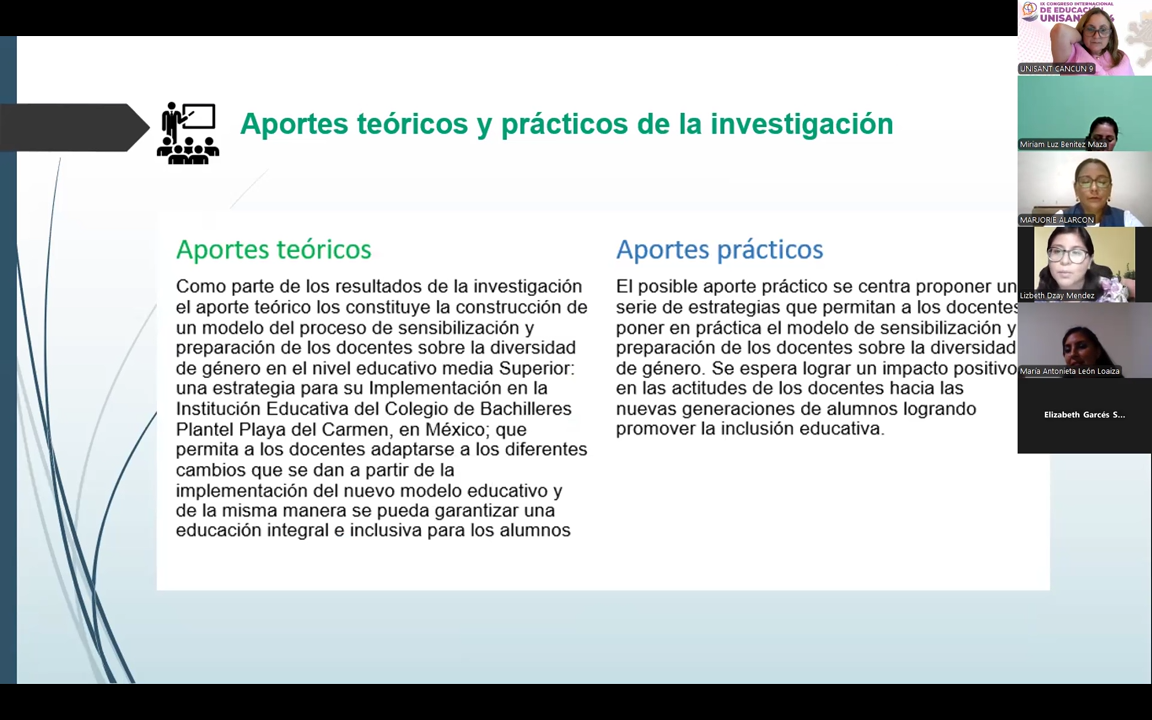 Aportes teóricos y prácticos de la investigación
Aportes teóricos
Como parte de los resultados de la investigación
el aporte teórico los constituye la construcción de
un modelo del proceso de sensibilización y
preparación de los docentes sobre la diversidad
de género en el nivel educativo media Superior:
una estrategia para su Implementación en la
Institución Educativa del Colegio de Bachilleres
Plantel Playa del Carmen, en México; que
permita a los docentes adaptarse a los diferentes
cambios que se dan a partir de la
implementación del nuevo modelo educativo y
de la misma manera se pueda garantizar una
educación integral e inclusiva para los alumnos
Aportes prácticos
El posible aporte práctico se centra proponer un
serie de estrategias que permitan a los docentes
poner en práctica el modelo de sensibilización y
preparación de los docentes sobre la diversidad
de género. Se espera lograr un impacto positivo
en las actitudes de los docentes hacia las
nuevas generaciones de alumnos logrando
promover la inclusión educativa.
IX CONGRESO INTERNACIONAL
DE EDUCACIÓN
UNISANT CANCUN 9
Miriam Luz Benítez Maza
MARJORIE ALARCON
Lizbeth Dzay Mendez
María Antonieta León Loaiza
Elizabeth Garcés S...